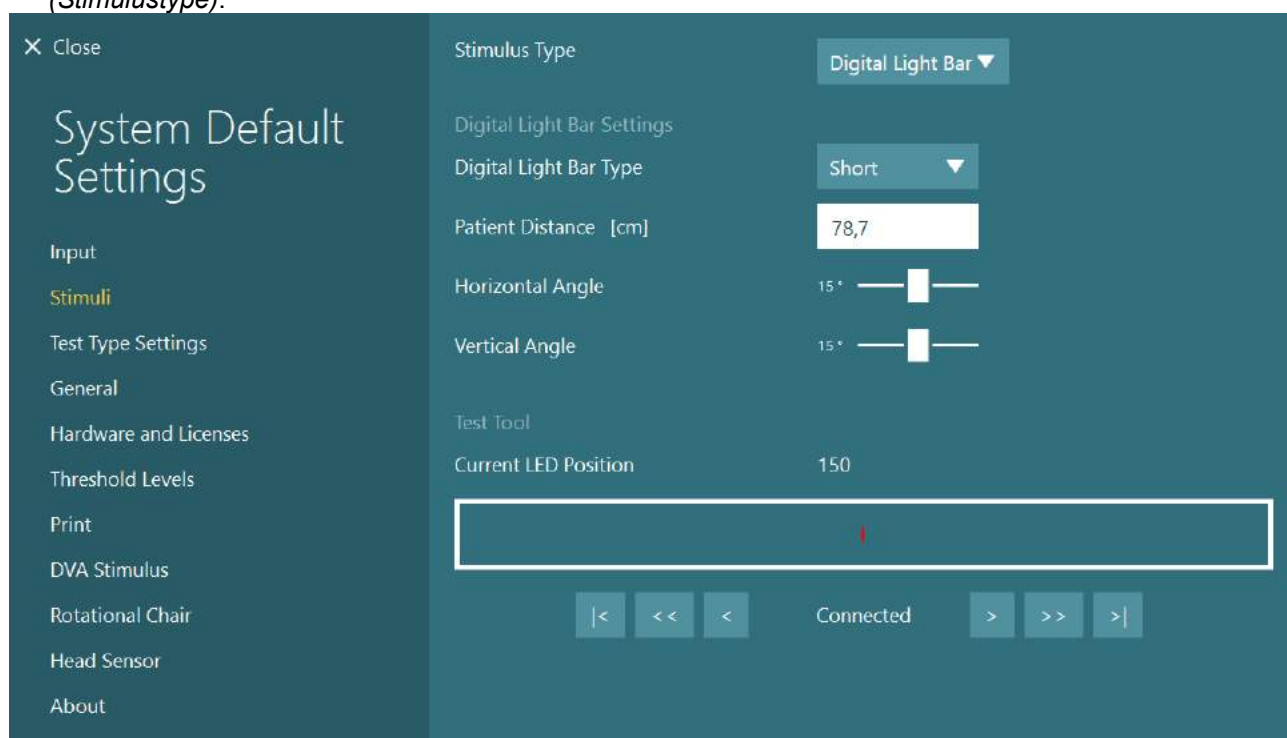 (Stimulustype).
× Close
System Default
Settings
Input
Stimuli
Test Type Settings
General
Hardware and Licenses
Threshold Levels
Print
DVA Stimulus
Rotational Chair
Head Sensor
About
Stimulus Type Digital Light Bar ▼
Digital Light Bar Settings
Digital Light Bar Type Short ▼
Patient Distance [cm] 78,7
Horizontal Angle 15°
Vertical Angle 15°
Test Tool
Current LED Position 150
|< << < Connected > >> >|